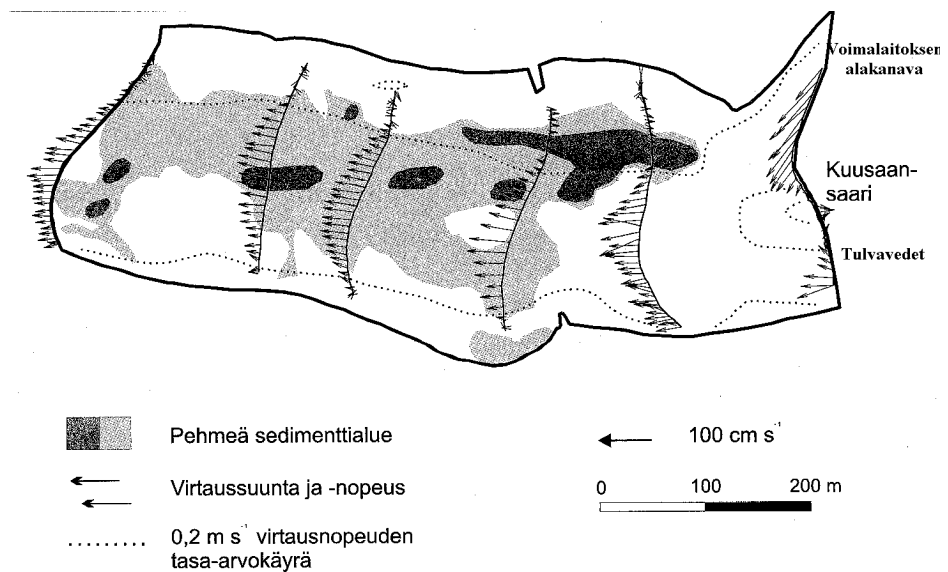 Voimalaitoksen
alakanava
Kuusaan-
saari
Tulvavedet
Pehmeä sedimenttialue
100 cm s⁻¹
Virtaussuunta ja -nopeus
0 100 200 m
0,2 m s⁻¹ virtausnopeuden
tasa-arvokäyrä